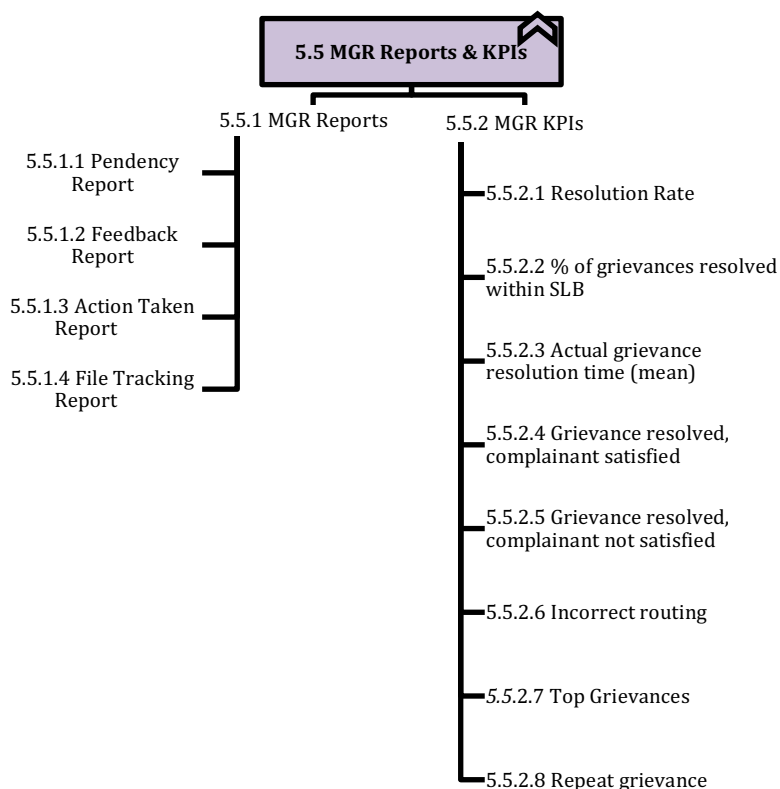 5.5 MGR Reports & KPIs
5.5.1 MGR Reports
5.5.1.1 Pendency
Report
5.5.1.2 Feedback
Report
5.5.1.3 Action Taken
Report
5.5.1.4 File Tracking
Report
5.5.2 MGR KPIs
5.5.2.1 Resolution Rate
5.5.2.2 % of grievances resolved
within SLB
5.5.2.3 Actual grievance
resolution time (mean)
5.5.2.4 Grievance resolved,
complainant satisfied
5.5.2.5 Grievance resolved,
complainant not satisfied
5.5.2.6 Incorrect routing
5.5.2.7 Top Grievances
5.5.2.8 Repeat grievance